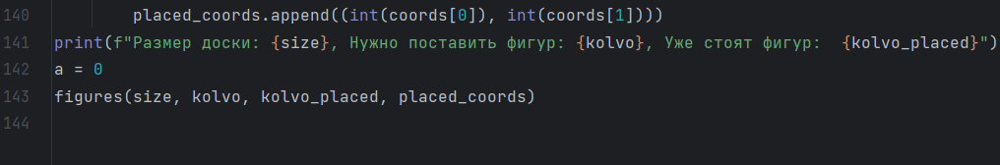 140 placed_coords.append((int(coords[0]), int(coords[1])))
141 print(f"Размер доски: {size}, Нужно поставить фигур: {kolvo}, Уже стоят фигур:  {kolvo_placed}")
142 a = 0
143 figures(size, kolvo, kolvo_placed, placed_coords)
144